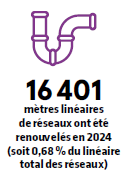 16 401
mètres linéaires
de réseaux ont été
renouvelés en 2024
(soit 0,68 % du linéaire
total des réseaux)